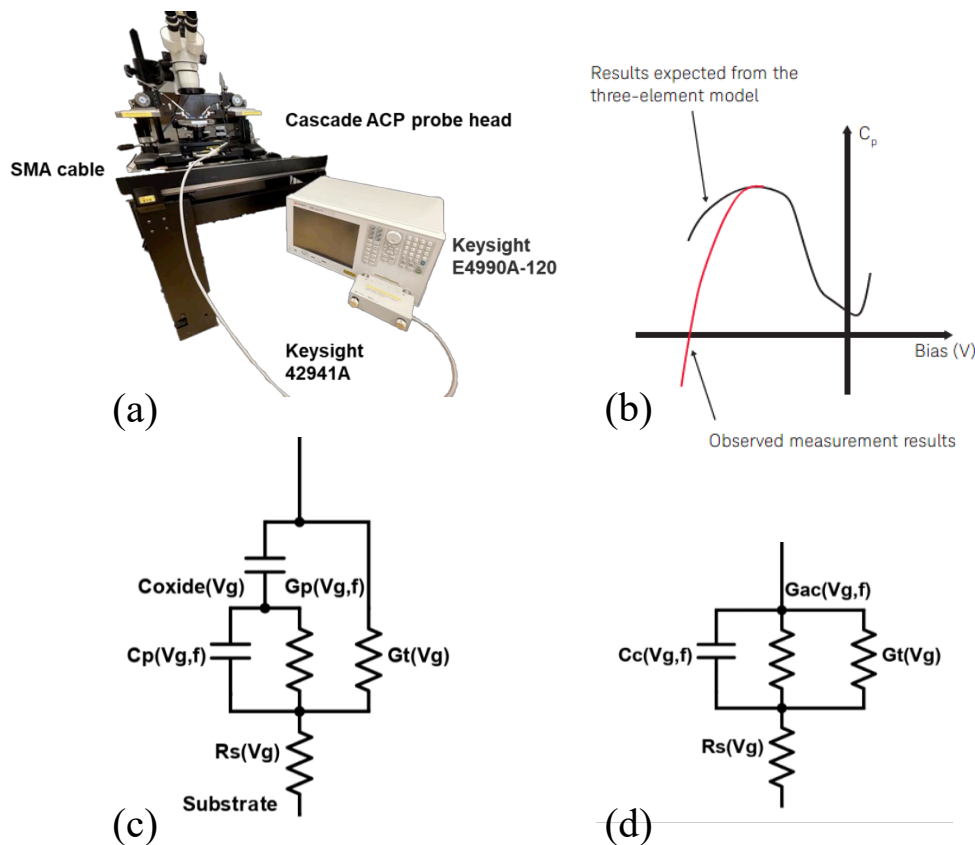 Cascade ACP probe head
SMA cable
Keysight
E4990A-120
Keysight
42941A
(a)
Results expected from the
three-element model
Cp
Bias (V)
Observed measurement results
(b)
Coxide(Vg)
Gp(Vg,f)
Cp(Vg,f)
Gt(Vg)
Rs(Vg)
Substrate
(c)
Gac(Vg,f)
Cc(Vg,f)
Gt(Vg)
Rs(Vg)
(d)